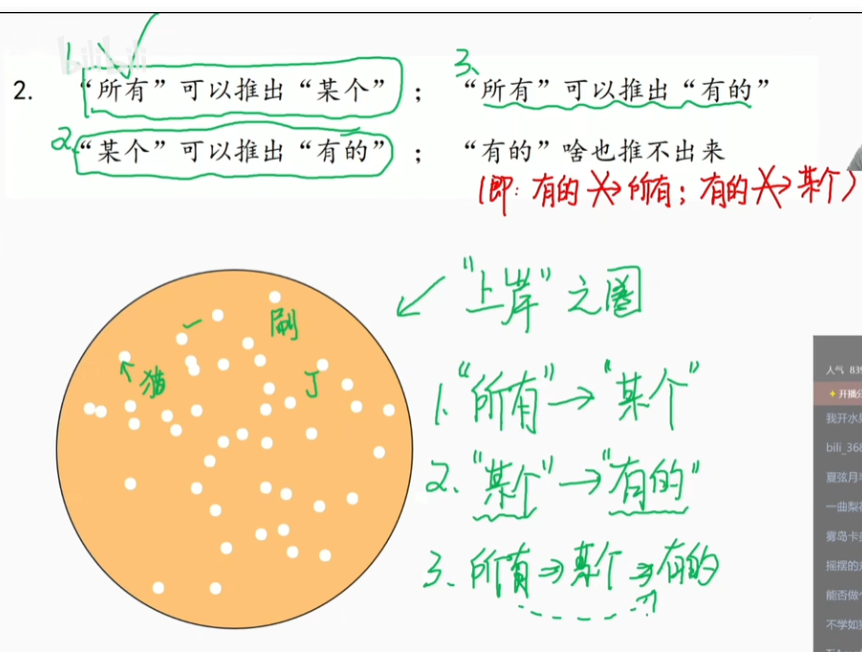 bilibili
1、
2. “所有”可以推出“某个”； 3、“所有”可以推出“有的”
2、“某个”可以推出“有的”； “有的”啥也推不出来
(即：有的→所有；有的→某个)
“上岸”之圈
一 刷
猫 丁
1、“所有”→“某个”
2、“某个”→“有的”
3、所有→某个→有的
人气 839
开播
我开水
bili_368
夏弦月
一曲梨
雾岛卡
摇摆的
能否做
不学如